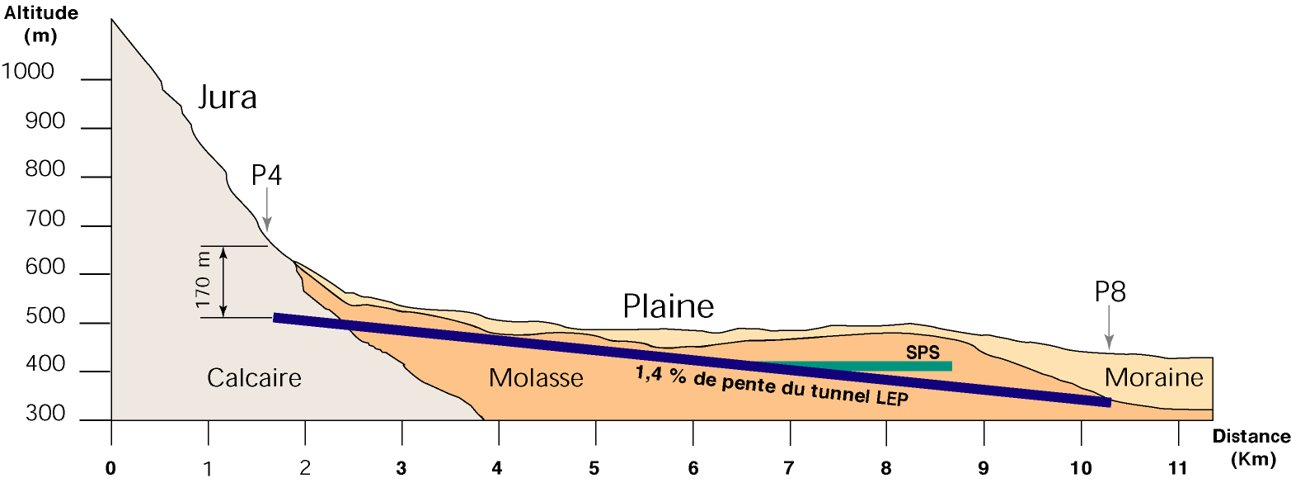 Altitude
(m)
1000
900
800
700
600
500
400
300
Jura
P4
170 m
Plaine
P8
SPS
1,4 % de pente du tunnel LEP
Calcaire
Molasse
Moraine
0 1 2 3 4 5 6 7 8 9 10 11
Distance
(Km)